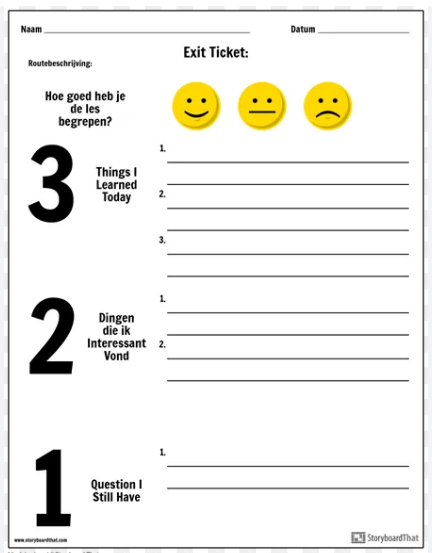 Naam Datum
Exit Ticket:
Routebeschrijving:
Hoe goed heb je
de les
begrepen?
3
Things I
Learned
Today
1.
2.
3.
2
Dingen
die ik
Interessant
Vond
1.
2.
1
Question I
Still Have
1.
www.storyboardthat.com
StoryboardThat